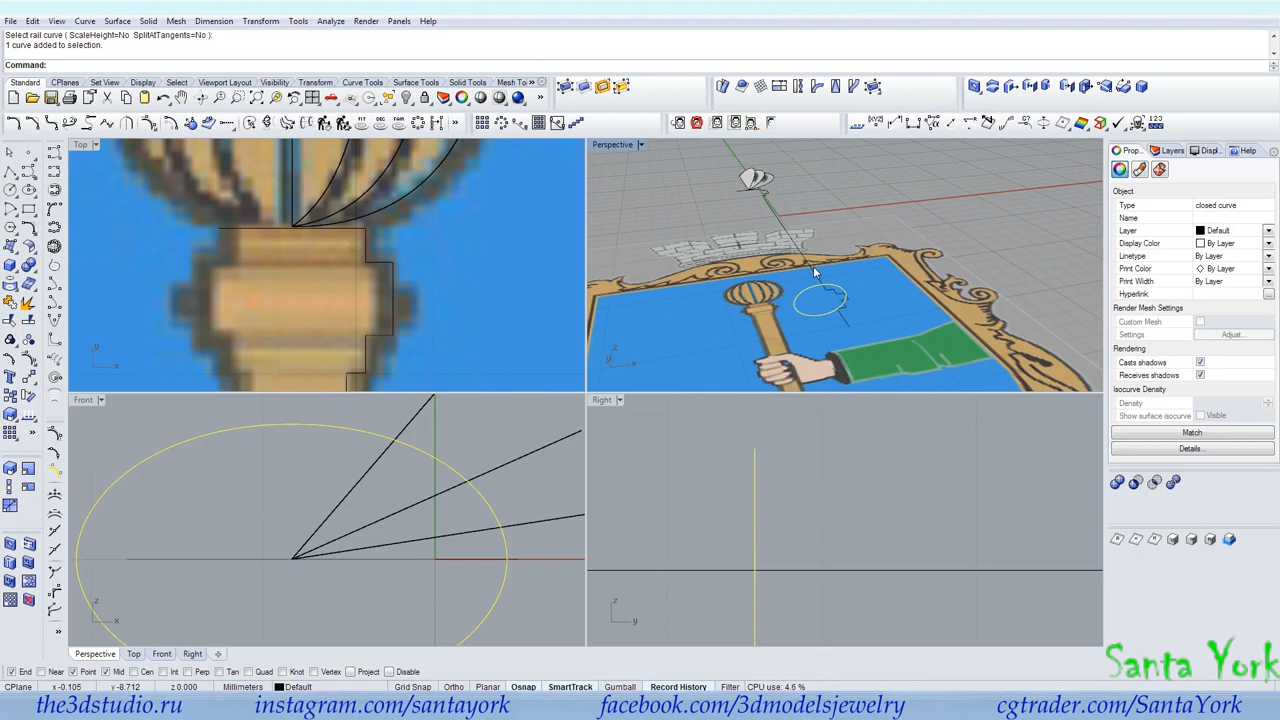 File Edit View Curve Surface Solid Mesh Dimension Transform Tools Analyze Render Panels Help
Select rail curve ( ScaleHeight=No SplitAtTangents=No ):
1 curve added to selection.
Command:
Standard CPlanes Set View Display Select Viewport Layout Visibility Transform Curve Tools Surface Tools Solid Tools Mesh To
[XYZ] 123
Top Perspective Prop... Layers Displ... Help
Object
Type closed curve
Name
Layer Default
Display Color By Layer
Linetype By Layer
Print Color By Layer
Print Width By Layer
Hyperlink ...
Render Mesh Settings
Custom Mesh
Settings Adjust...
Rendering
Casts shadows
Receives shadows
Isocurve Density
Density
Show surface isocurve Visible
Match
Details...
y x
z x
Front Right
z x
z y
Perspective Top Front Right
End Near Point Mid Cen Int Perp Tan Quad Knot Vertex Project Disable
CPlane x -0.105 y -8.712 z 0.000 Millimeters Default Grid Snap Ortho Planar Osnap SmartTrack Gumball Record History Filter CPU use: 4.6 %
Santa York
the3dstudio.ru instagram.com/santayork facebook.com/3dmodelsjewelry cgtrader.com/SantaYork